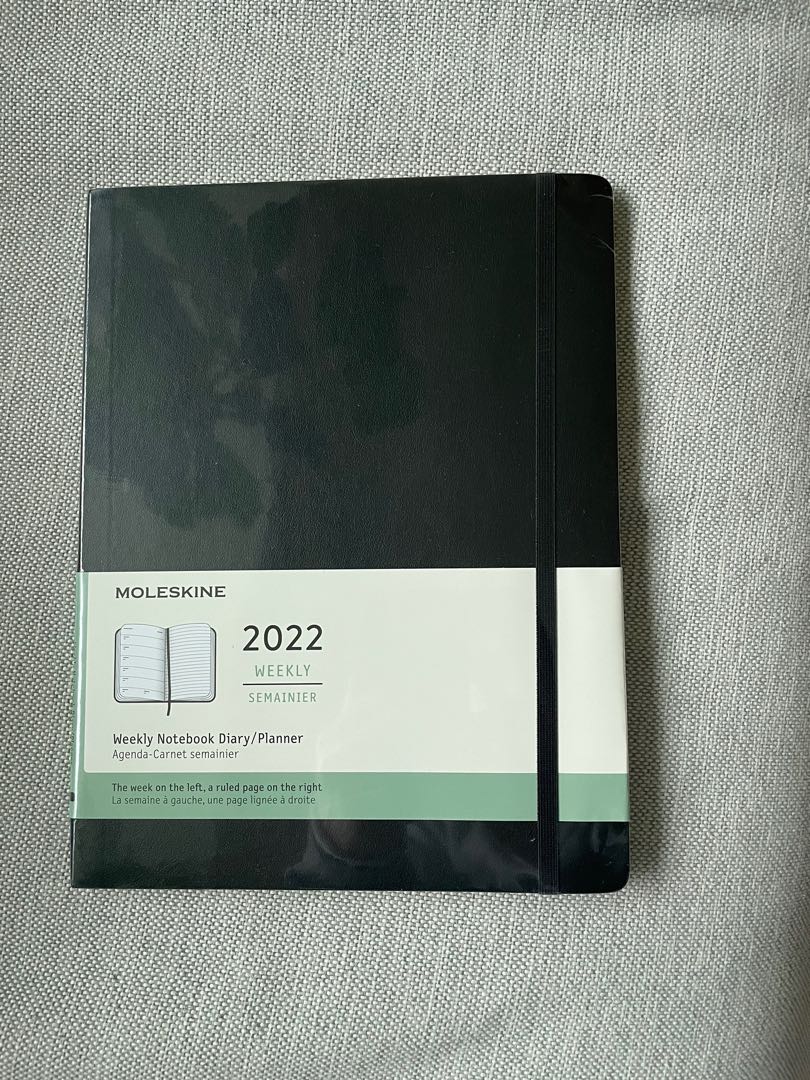 MOLESKINE
2022
WEEKLY
SEMAINIER
Weekly Notebook Diary/Planner
Agenda-Carnet semainier
The week on the left, a ruled page on the right
La semaine à gauche, une page lignée à droite